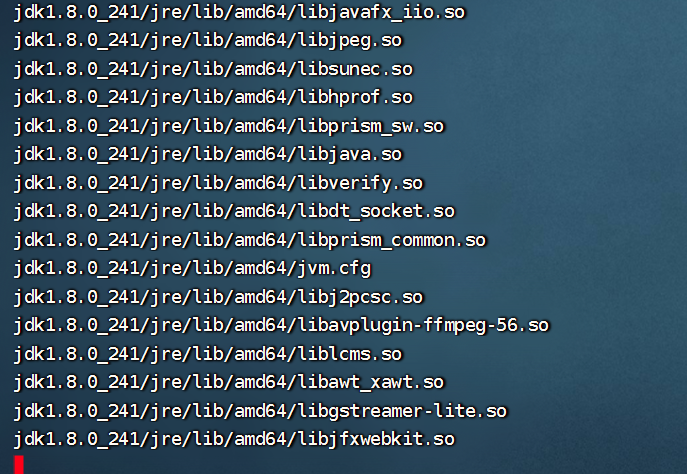 jdk1.8.0_241/jre/lib/amd64/libjavafx_iio.so
jdk1.8.0_241/jre/lib/amd64/libjpeg.so
jdk1.8.0_241/jre/lib/amd64/libsunec.so
jdk1.8.0_241/jre/lib/amd64/libhprof.so
jdk1.8.0_241/jre/lib/amd64/libprism_sw.so
jdk1.8.0_241/jre/lib/amd64/libjava.so
jdk1.8.0_241/jre/lib/amd64/libverify.so
jdk1.8.0_241/jre/lib/amd64/libdt_socket.so
jdk1.8.0_241/jre/lib/amd64/libprism_common.so
jdk1.8.0_241/jre/lib/amd64/jvm.cfg
jdk1.8.0_241/jre/lib/amd64/libj2pcsc.so
jdk1.8.0_241/jre/lib/amd64/libavplugin-ffmpeg-56.so
jdk1.8.0_241/jre/lib/amd64/liblcms.so
jdk1.8.0_241/jre/lib/amd64/libawt_xawt.so
jdk1.8.0_241/jre/lib/amd64/libgstreamer-lite.so
jdk1.8.0_241/jre/lib/amd64/libjfxwebkit.so